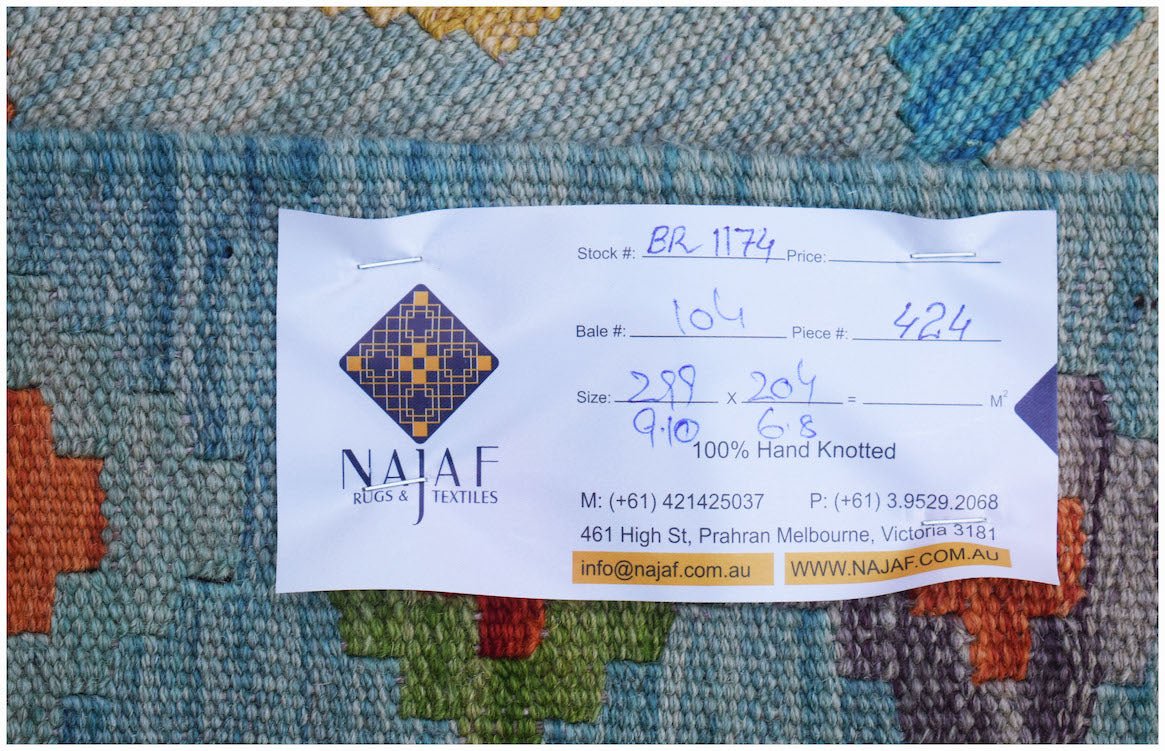 NAJAF
RUGS & TEXTILES
Stock #: BR 1174 Price:
Bale #: 104 Piece #: 424
Size: 299 X 204 = M²
9.10 6.8
100% Hand Knotted
M: (+61) 421425037 P: (+61) 3.9529.2068
461 High St, Prahran Melbourne, Victoria 3181
info@najaf.com.au WWW.NAJAF.COM.AU